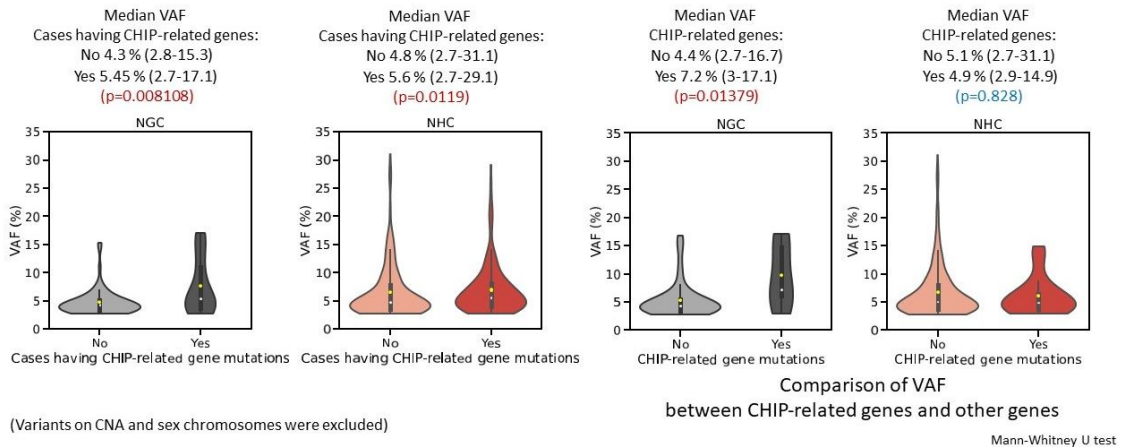 Median VAF
Cases having CHIP-related genes:
No 4.3 % (2.8-15.3)
Yes 5.45 % (2.7-17.1)
(p=0.008108)
NGC
35
30
25
20
15
10
5
0
VAF (%)
No
Yes
Cases having CHIP-related gene mutations
Median VAF
Cases having CHIP-related genes:
No 4.8 % (2.7-31.1)
Yes 5.6 % (2.7-29.1)
(p=0.0119)
NHC
35
30
25
20
15
10
5
0
VAF (%)
No
Yes
Cases having CHIP-related gene mutations
Median VAF
CHIP-related genes:
No 4.4 % (2.7-16.7)
Yes 7.2 % (3-17.1)
(p=0.01379)
NGC
35
30
25
20
15
10
5
0
VAF (%)
No
Yes
CHIP-related gene mutations
Median VAF
CHIP-related genes:
No 5.1 % (2.7-31.1)
Yes 4.9 % (2.9-14.9)
(p=0.828)
NHC
35
30
25
20
15
10
5
0
VAF (%)
No
Yes
CHIP-related gene mutations
Comparison of VAF
between CHIP-related genes and other genes
(Variants on CNA and sex chromosomes were excluded)
Mann-Whitney U test